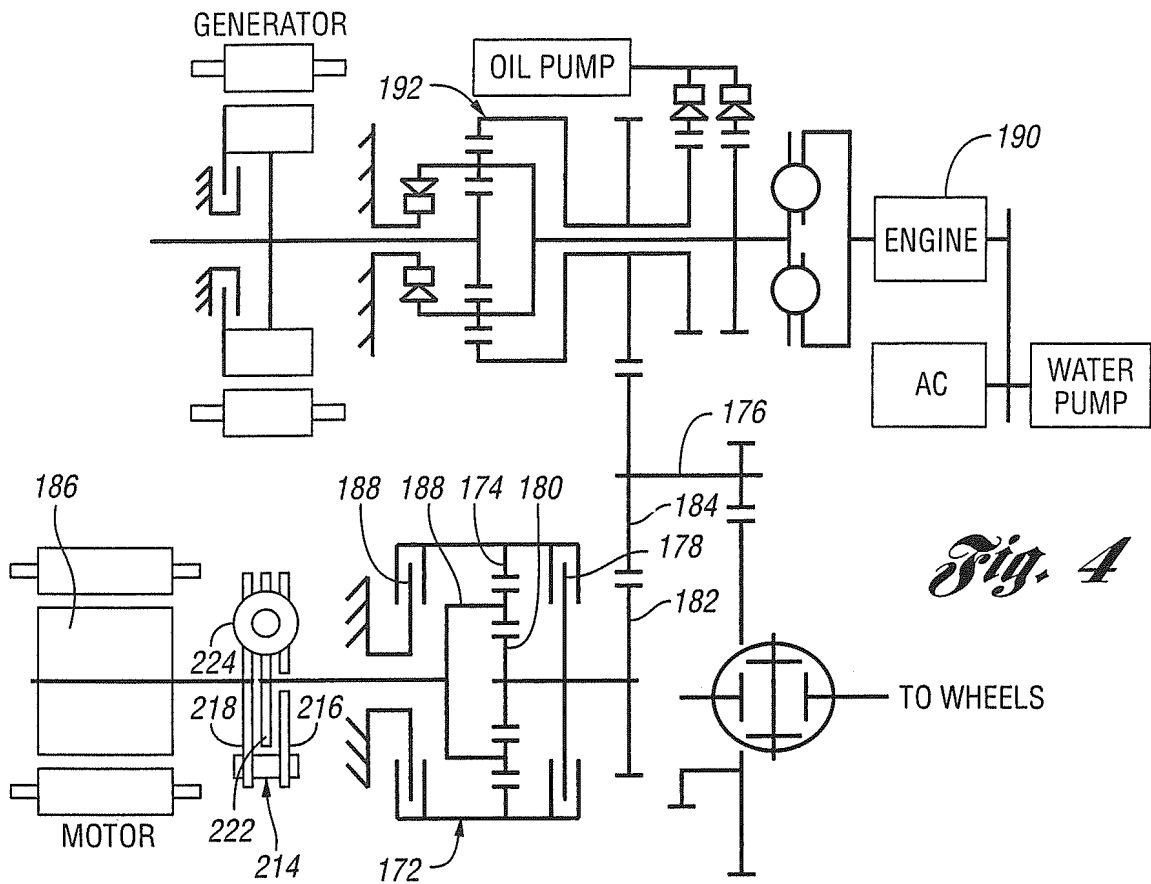 GENERATOR
OIL PUMP
192
190
ENGINE
AC
WATER
PUMP
176
186
188
188
174
180
184
178
182
Fig. 4
224
218
216
TO WHEELS
MOTOR
222
214
172